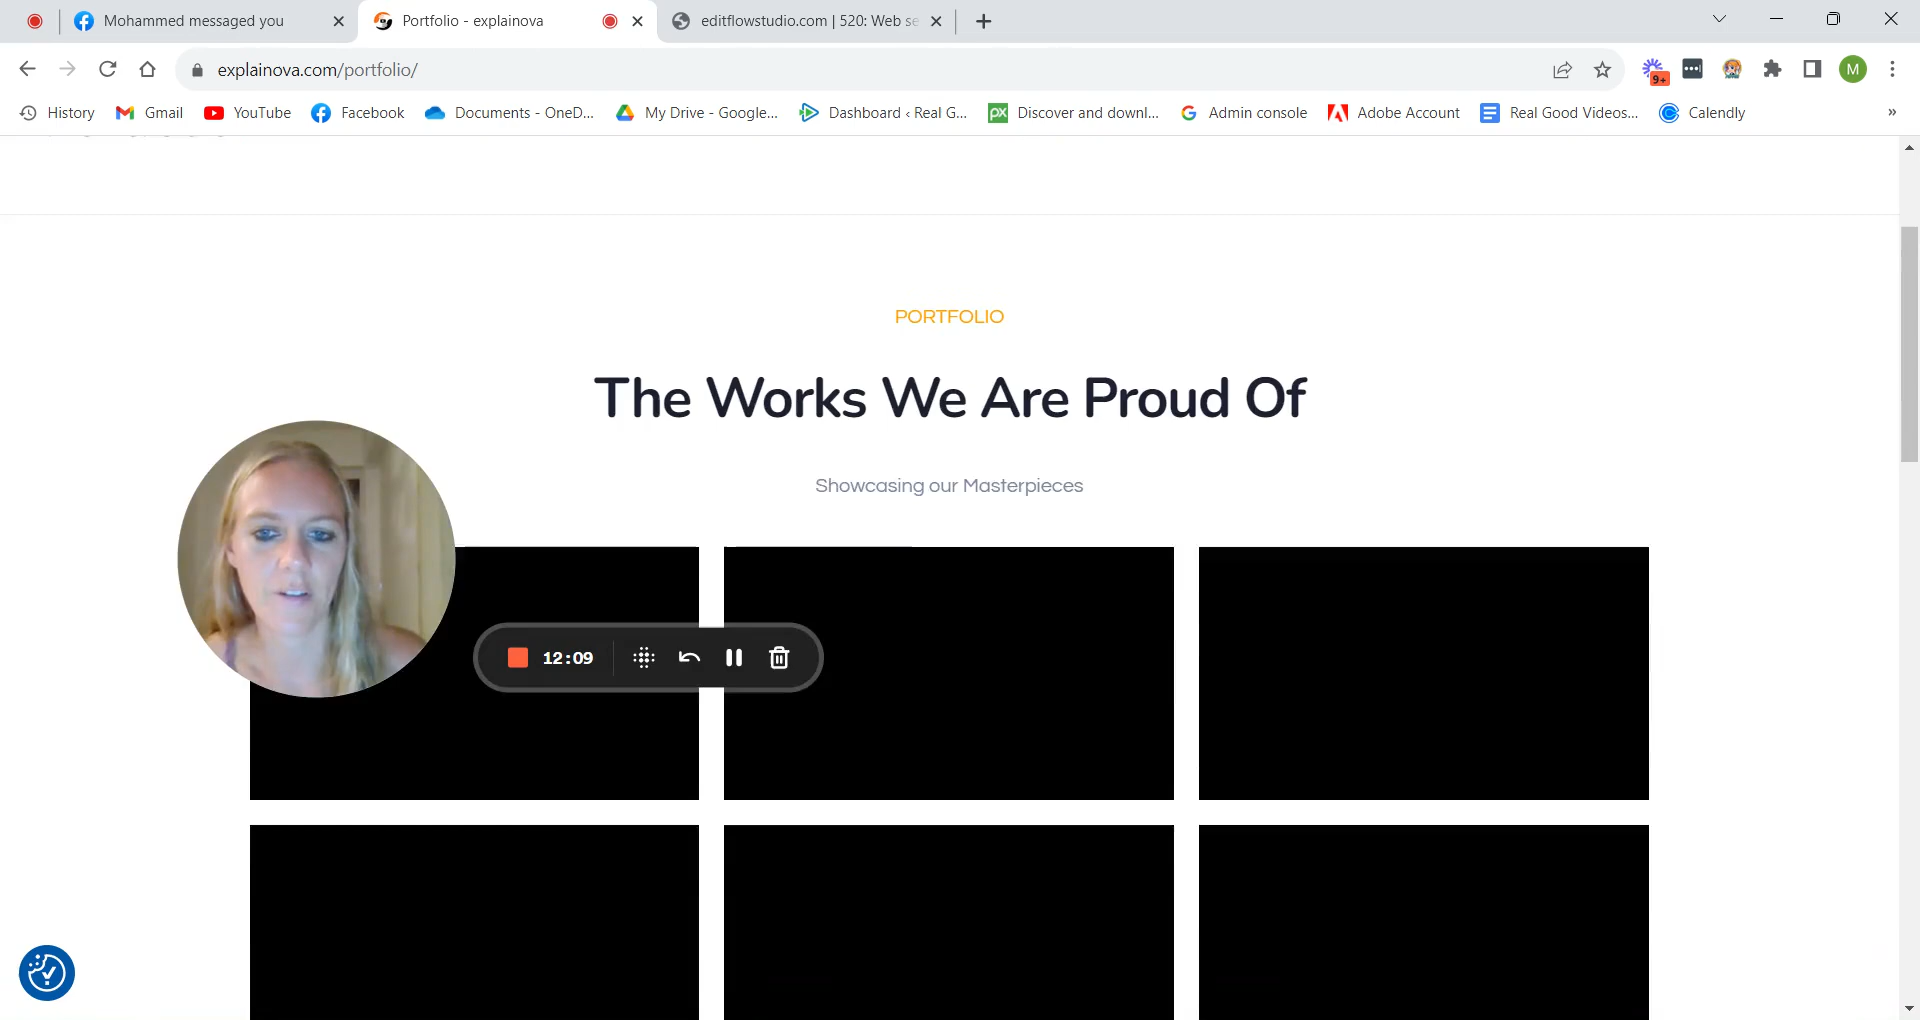 Mohammed messaged you
Portfolio - explainova
editflowstudio.com | 520: Web se
explainova.com/portfolio/
9+
M
History
Gmail
YouTube
Facebook
Documents - OneD...
My Drive - Google...
Dashboard ‹ Real G...
px
Discover and downl...
Admin console
Adobe Account
Real Good Videos...
Calendly
»
PORTFOLIO
The Works We Are Proud Of
Showcasing our Masterpieces
12:09